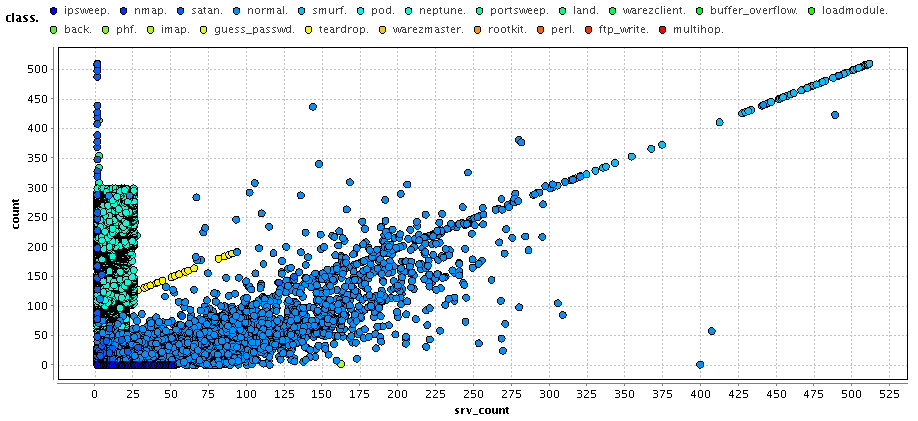 class. ipsweep. nmap. satan. normal. smurf. pod. neptune. portsweep. land. warezclient. buffer_overflow. loadmodule.
back. phf. imap. guess_passwd. teardrop. warezmaster. rootkit. perl. ftp_write. multihop.
500
450
400
350
300
250
200
150
100
50
0
count
0 25 50 75 100 125 150 175 200 225 250 275 300 325 350 375 400 425 450 475 500 525
srv_count